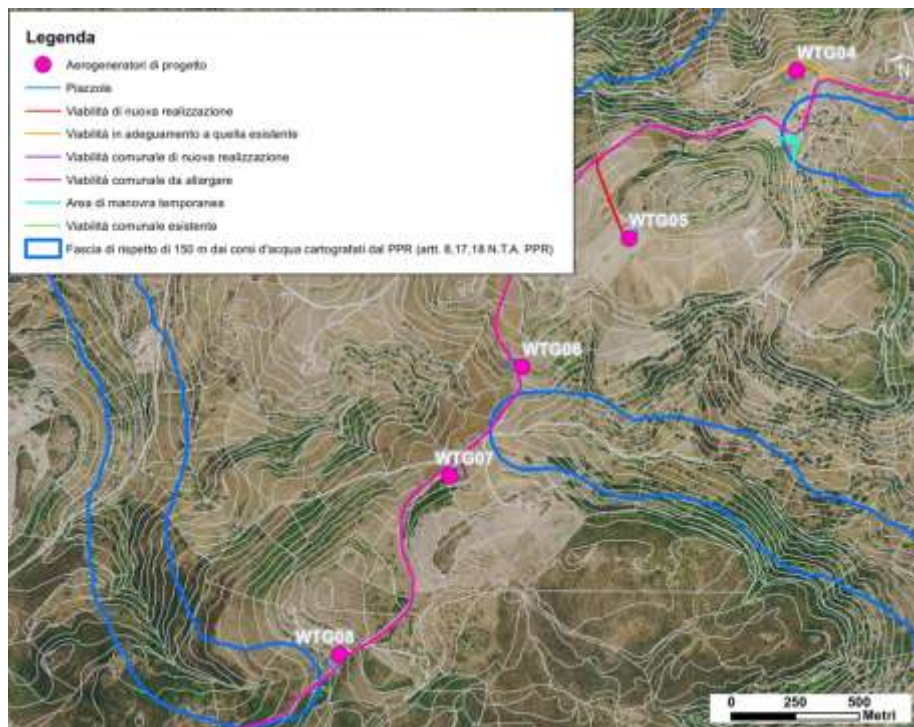 Legenda
Aerogeneratori di progetto
Piazzole
Viabilità di nuova realizzazione
Viabilità in adeguamento a quella esistente
Viabilità comunale di nuova realizzazione
Viabilità comunale da allargare
Area di manovra temporanea
Viabilità comunale esistente
Fascia di rispetto di 150 m dai corsi d'acqua cartografati dal PPR (artt. 8,17,18 N.T.A. PPR)
WTG04
N
WTG05
WTG06
WTG07
WTG08
0 250 500
Metri